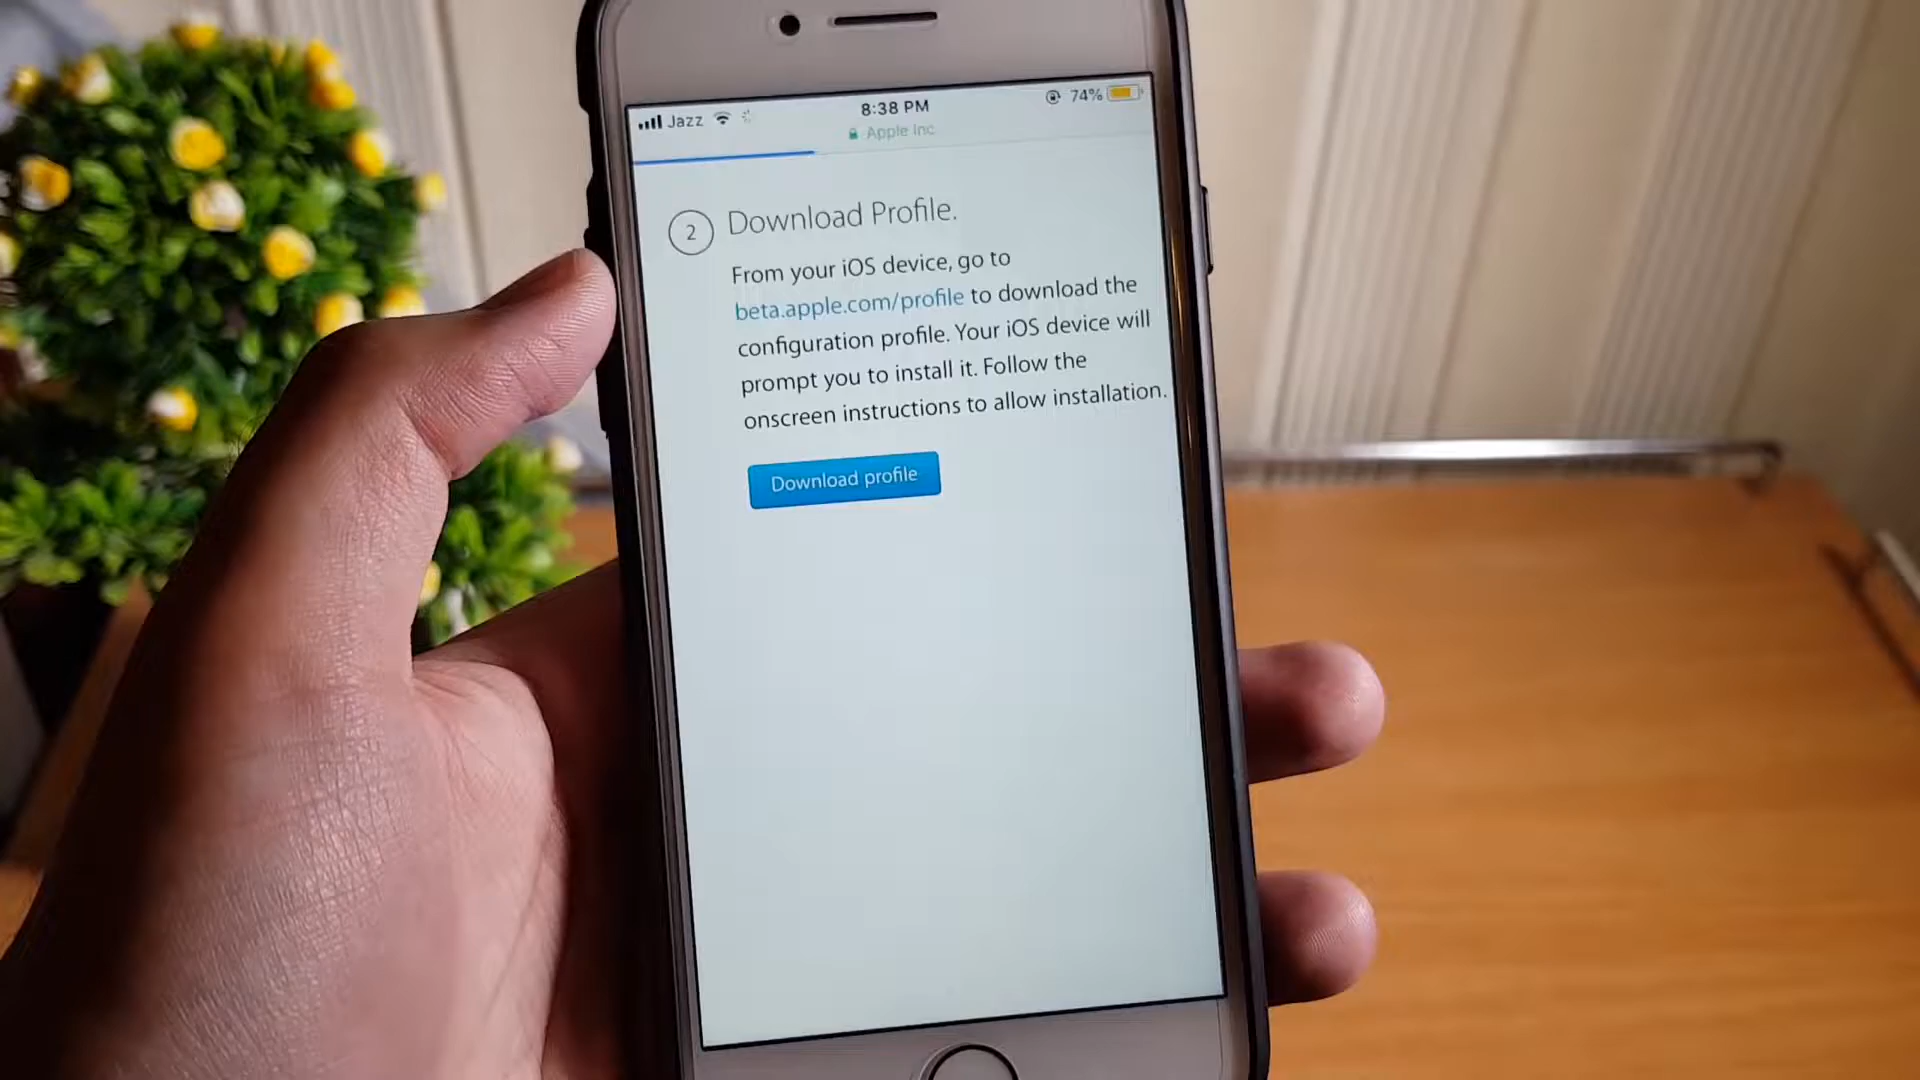 Jazz 8:38 PM 74%
Apple Inc.
2 Download Profile.
From your iOS device, go to
beta.apple.com/profile to download the
configuration profile. Your iOS device will
prompt you to install it. Follow the
onscreen instructions to allow installation.
Download profile